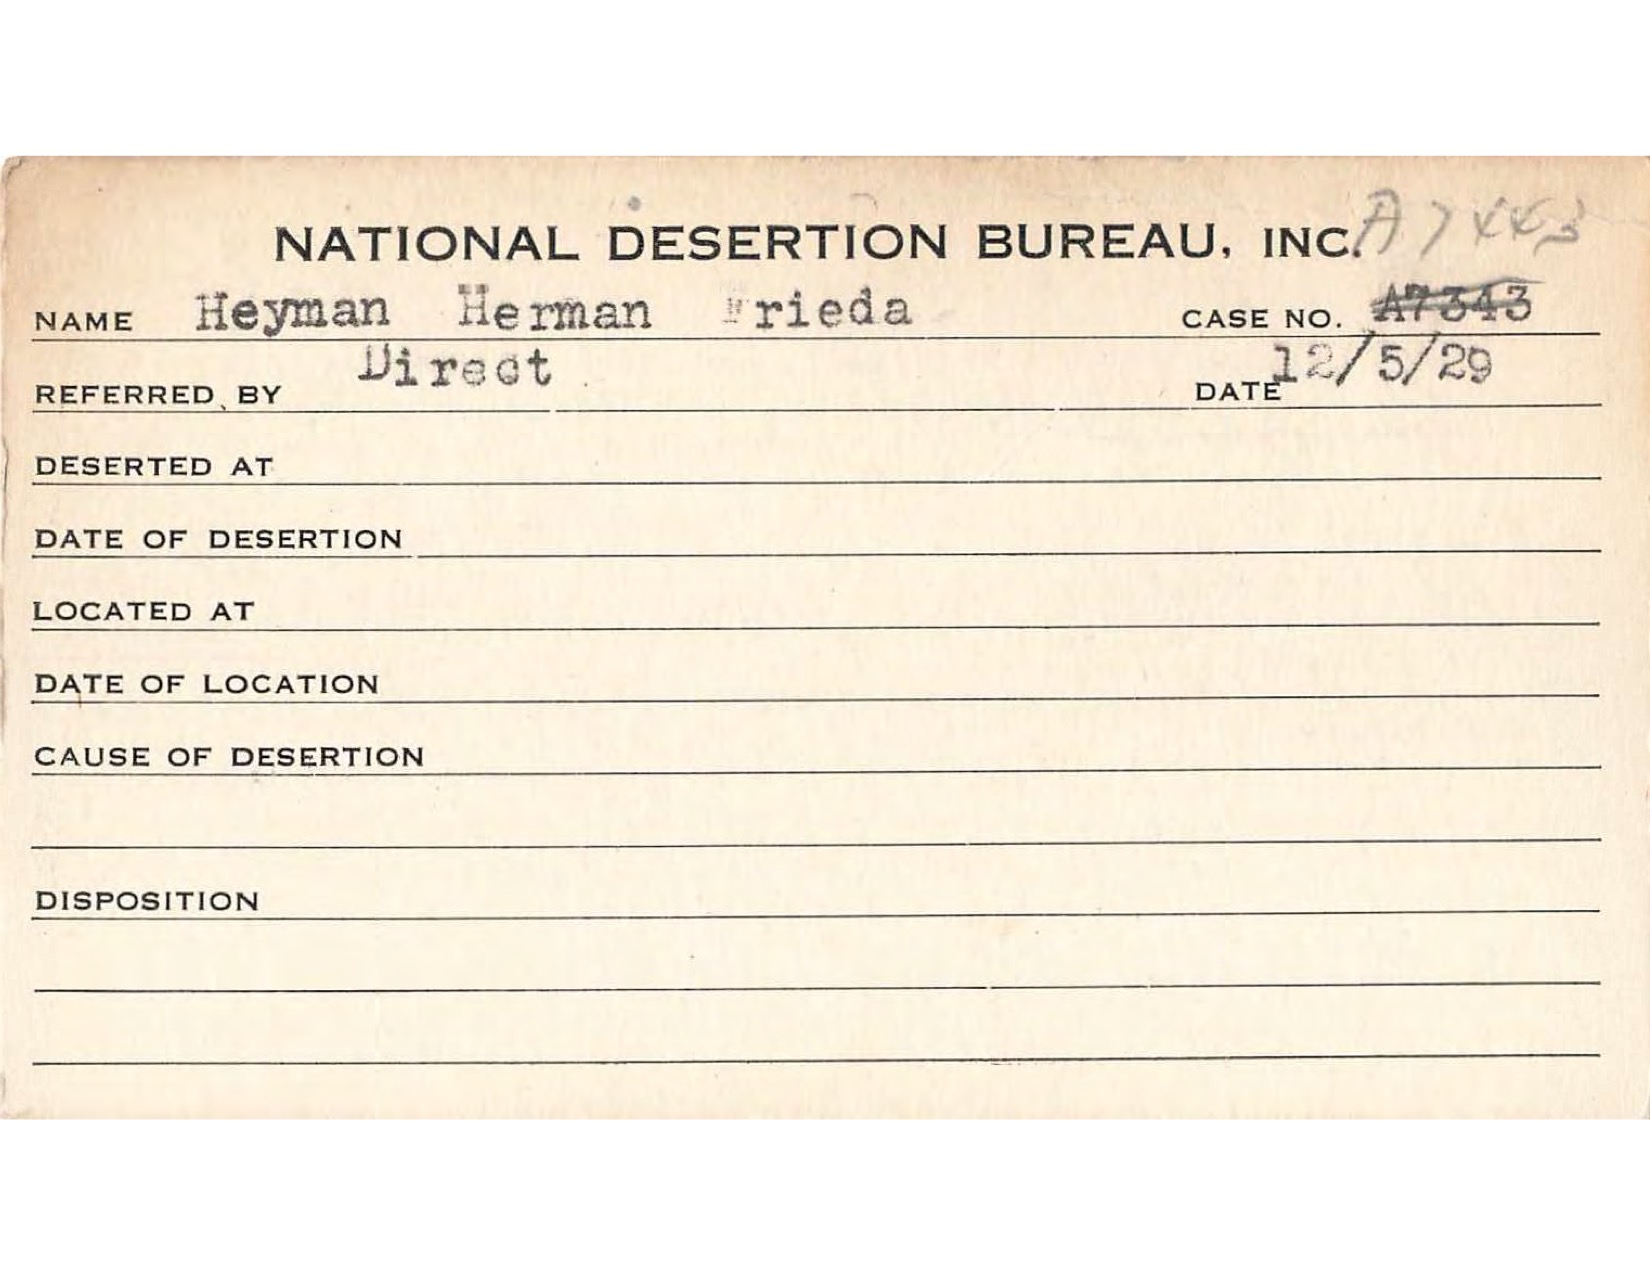 A7443
NATIONAL DESERTION BUREAU, INC.
NAME Heyman Herman Frieda CASE NO. A7343
REFERRED BY Direct DATE 12/5/29
DESERTED AT
DATE OF DESERTION
LOCATED AT
DATE OF LOCATION
CAUSE OF DESERTION
DISPOSITION